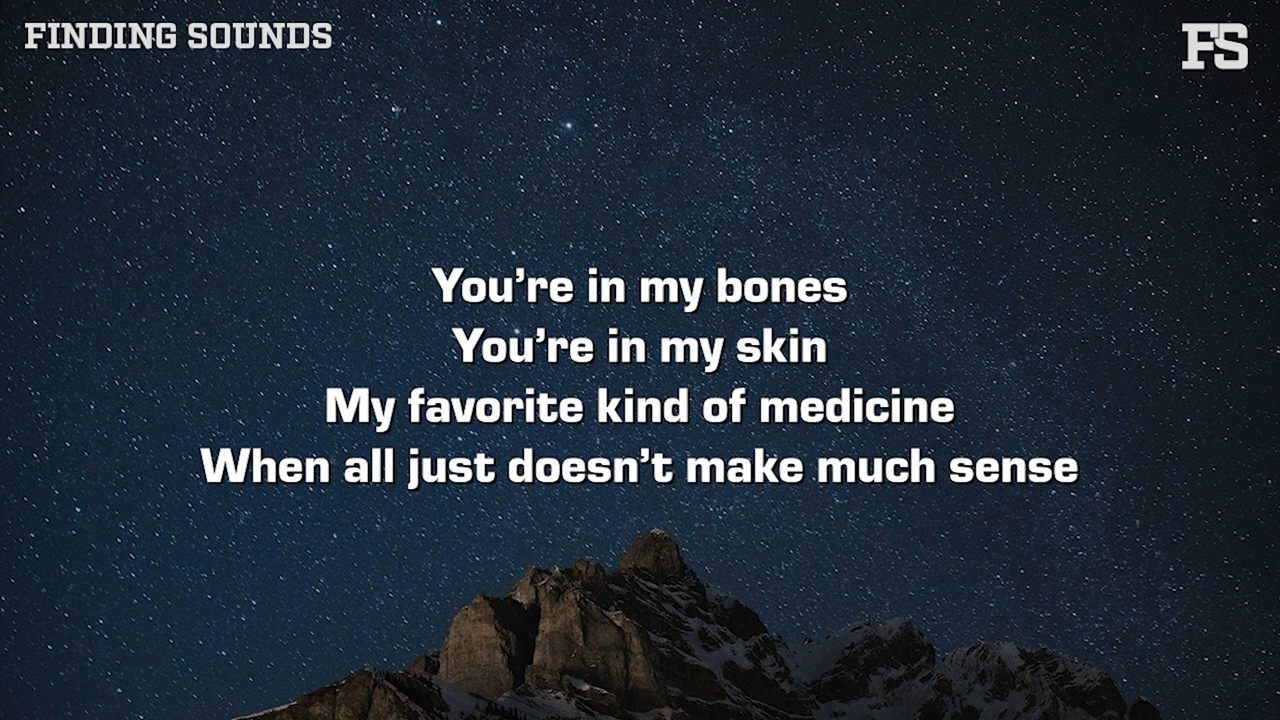 FINDING SOUNDS
FS
You're in my bones
You're in my skin
My favorite kind of medicine
When all just doesn't make much sense